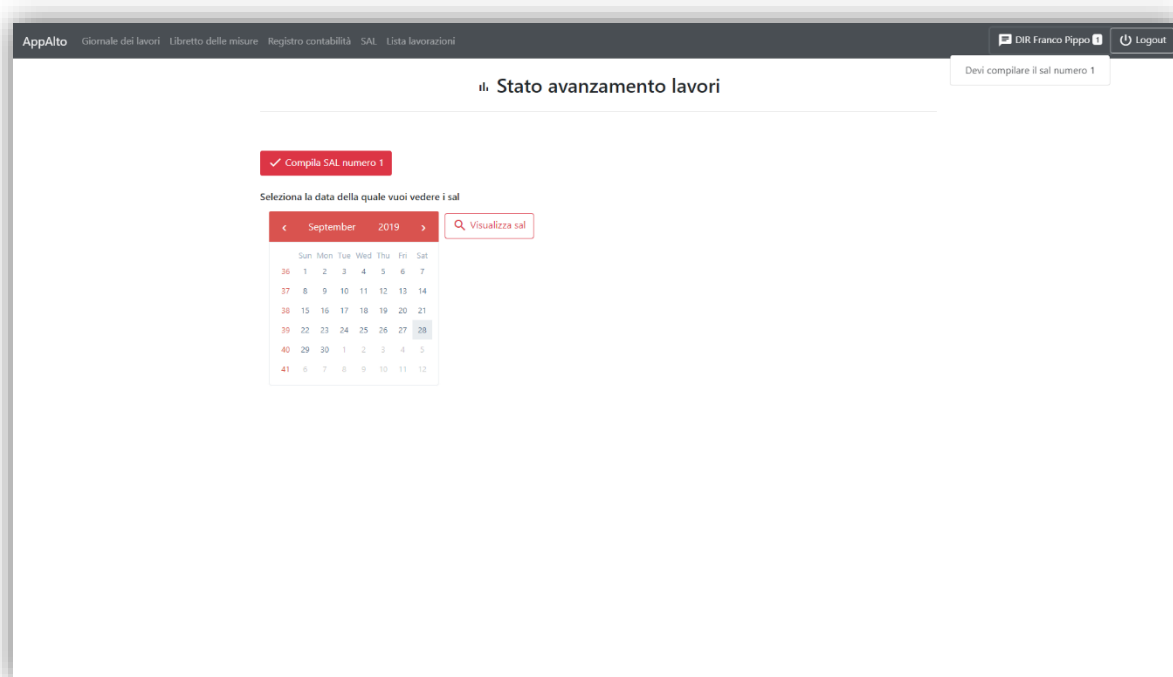 AppAlto Giornale dei lavori Libretto delle misure Registro contabilità SAL Lista lavorazioni DIR Franco Pippo 1 Logout
Devi compilare il sal numero 1
Stato avanzamento lavori
Compila SAL numero 1
Seleziona la data della quale vuoi vedere i sal
‹ September 2019 › Visualizza sal
Sun Mon Tue Wed Thu Fri Sat
36 1 2 3 4 5 6 7
37 8 9 10 11 12 13 14
38 15 16 17 18 19 20 21
39 22 23 24 25 26 27 28
40 29 30 1 2 3 4 5
41 6 7 8 9 10 11 12